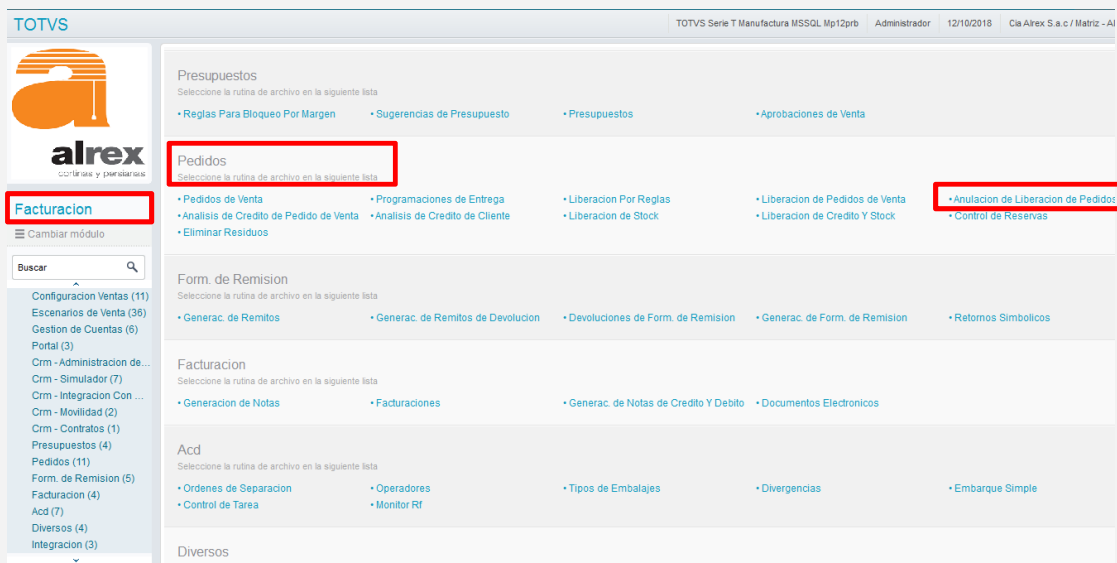 TOTVS
TOTVS Serie T Manufactura MSSQL Mp12prb Administrador 12/10/2018 Cia Alrex S.a.c / Matriz - Al
alrex
cortinas y persianas
Facturacion
Cambiar módulo
Buscar
Configuracion Ventas (11)
Escenarios de Venta (36)
Gestion de Cuentas (6)
Portal (3)
Crm - Administracion de...
Crm - Simulador (7)
Crm - Integracion Con ...
Crm - Movilidad (2)
Crm - Contratos (1)
Presupuestos (4)
Pedidos (11)
Form. de Remision (5)
Facturacion (4)
Acd (7)
Diversos (4)
Integracion (3)
Presupuestos
Seleccione la rutina de archivo en la siguiente lista
• Reglas Para Bloqueo Por Margen • Sugerencias de Presupuesto • Presupuestos • Aprobaciones de Venta
Pedidos
Seleccione la rutina de archivo en la siguiente lista
• Pedidos de Venta • Programaciones de Entrega • Liberacion Por Reglas • Liberacion de Pedidos de Venta • Anulacion de Liberacion de Pedidos
• Analisis de Credito de Pedido de Venta • Analisis de Credito de Cliente • Liberacion de Stock • Liberacion de Credito Y Stock • Control de Reservas
• Eliminar Residuos
Form. de Remision
Seleccione la rutina de archivo en la siguiente lista
• Generac. de Remitos • Generac. de Remitos de Devolucion • Devoluciones de Form. de Remision • Generac. de Form. de Remision • Retornos Simbolicos
Facturacion
Seleccione la rutina de archivo en la siguiente lista
• Generacion de Notas • Facturaciones • Generac. de Notas de Credito Y Debito • Documentos Electronicos
Acd
Seleccione la rutina de archivo en la siguiente lista
• Ordenes de Separacion • Operadores • Tipos de Embalajes • Divergencias • Embarque Simple
• Control de Tarea • Monitor Rf
Diversos